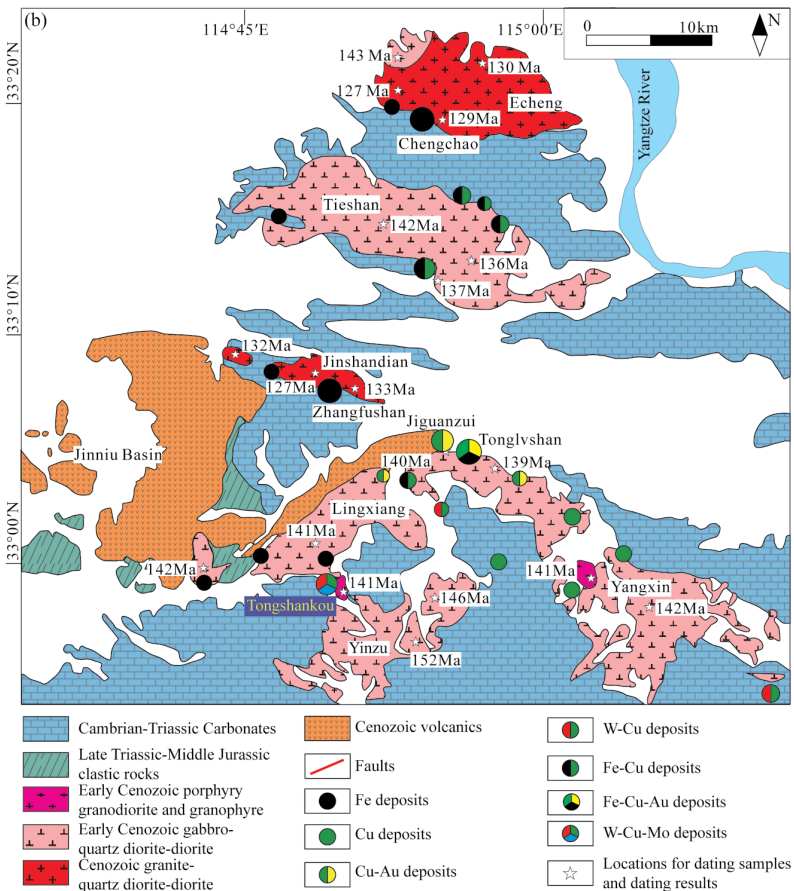 (b)
114°45′E
115°00′E
0
10km
N
33°20′N
33°10′N
33°00′N
143 Ma
130 Ma
127 Ma
Echeng
129Ma
Chengchao
Yangtze River
Tieshan
142Ma
136Ma
137Ma
132Ma
Jinshandian
127Ma
133Ma
Zhangfushan
Jiguanzui
Jinniu Basin
Tonglvshan
140Ma
139Ma
Lingxiang
141Ma
142Ma
141Ma
141Ma
Yangxin
Tongshankou
146Ma
142Ma
Yinzu
152Ma
Cambrian-Triassic Carbonates
Late Triassic-Middle Jurassic
clastic rocks
Early Cenozoic porphyry
granodiorite and granophyre
Early Cenozoic gabbro-
quartz diorite-diorite
Cenozoic granite-
quartz diorite-diorite
Cenozoic volcanics
Faults
Fe deposits
Cu deposits
Cu-Au deposits
W-Cu deposits
Fe-Cu deposits
Fe-Cu-Au deposits
W-Cu-Mo deposits
Locations for dating samples
and dating results